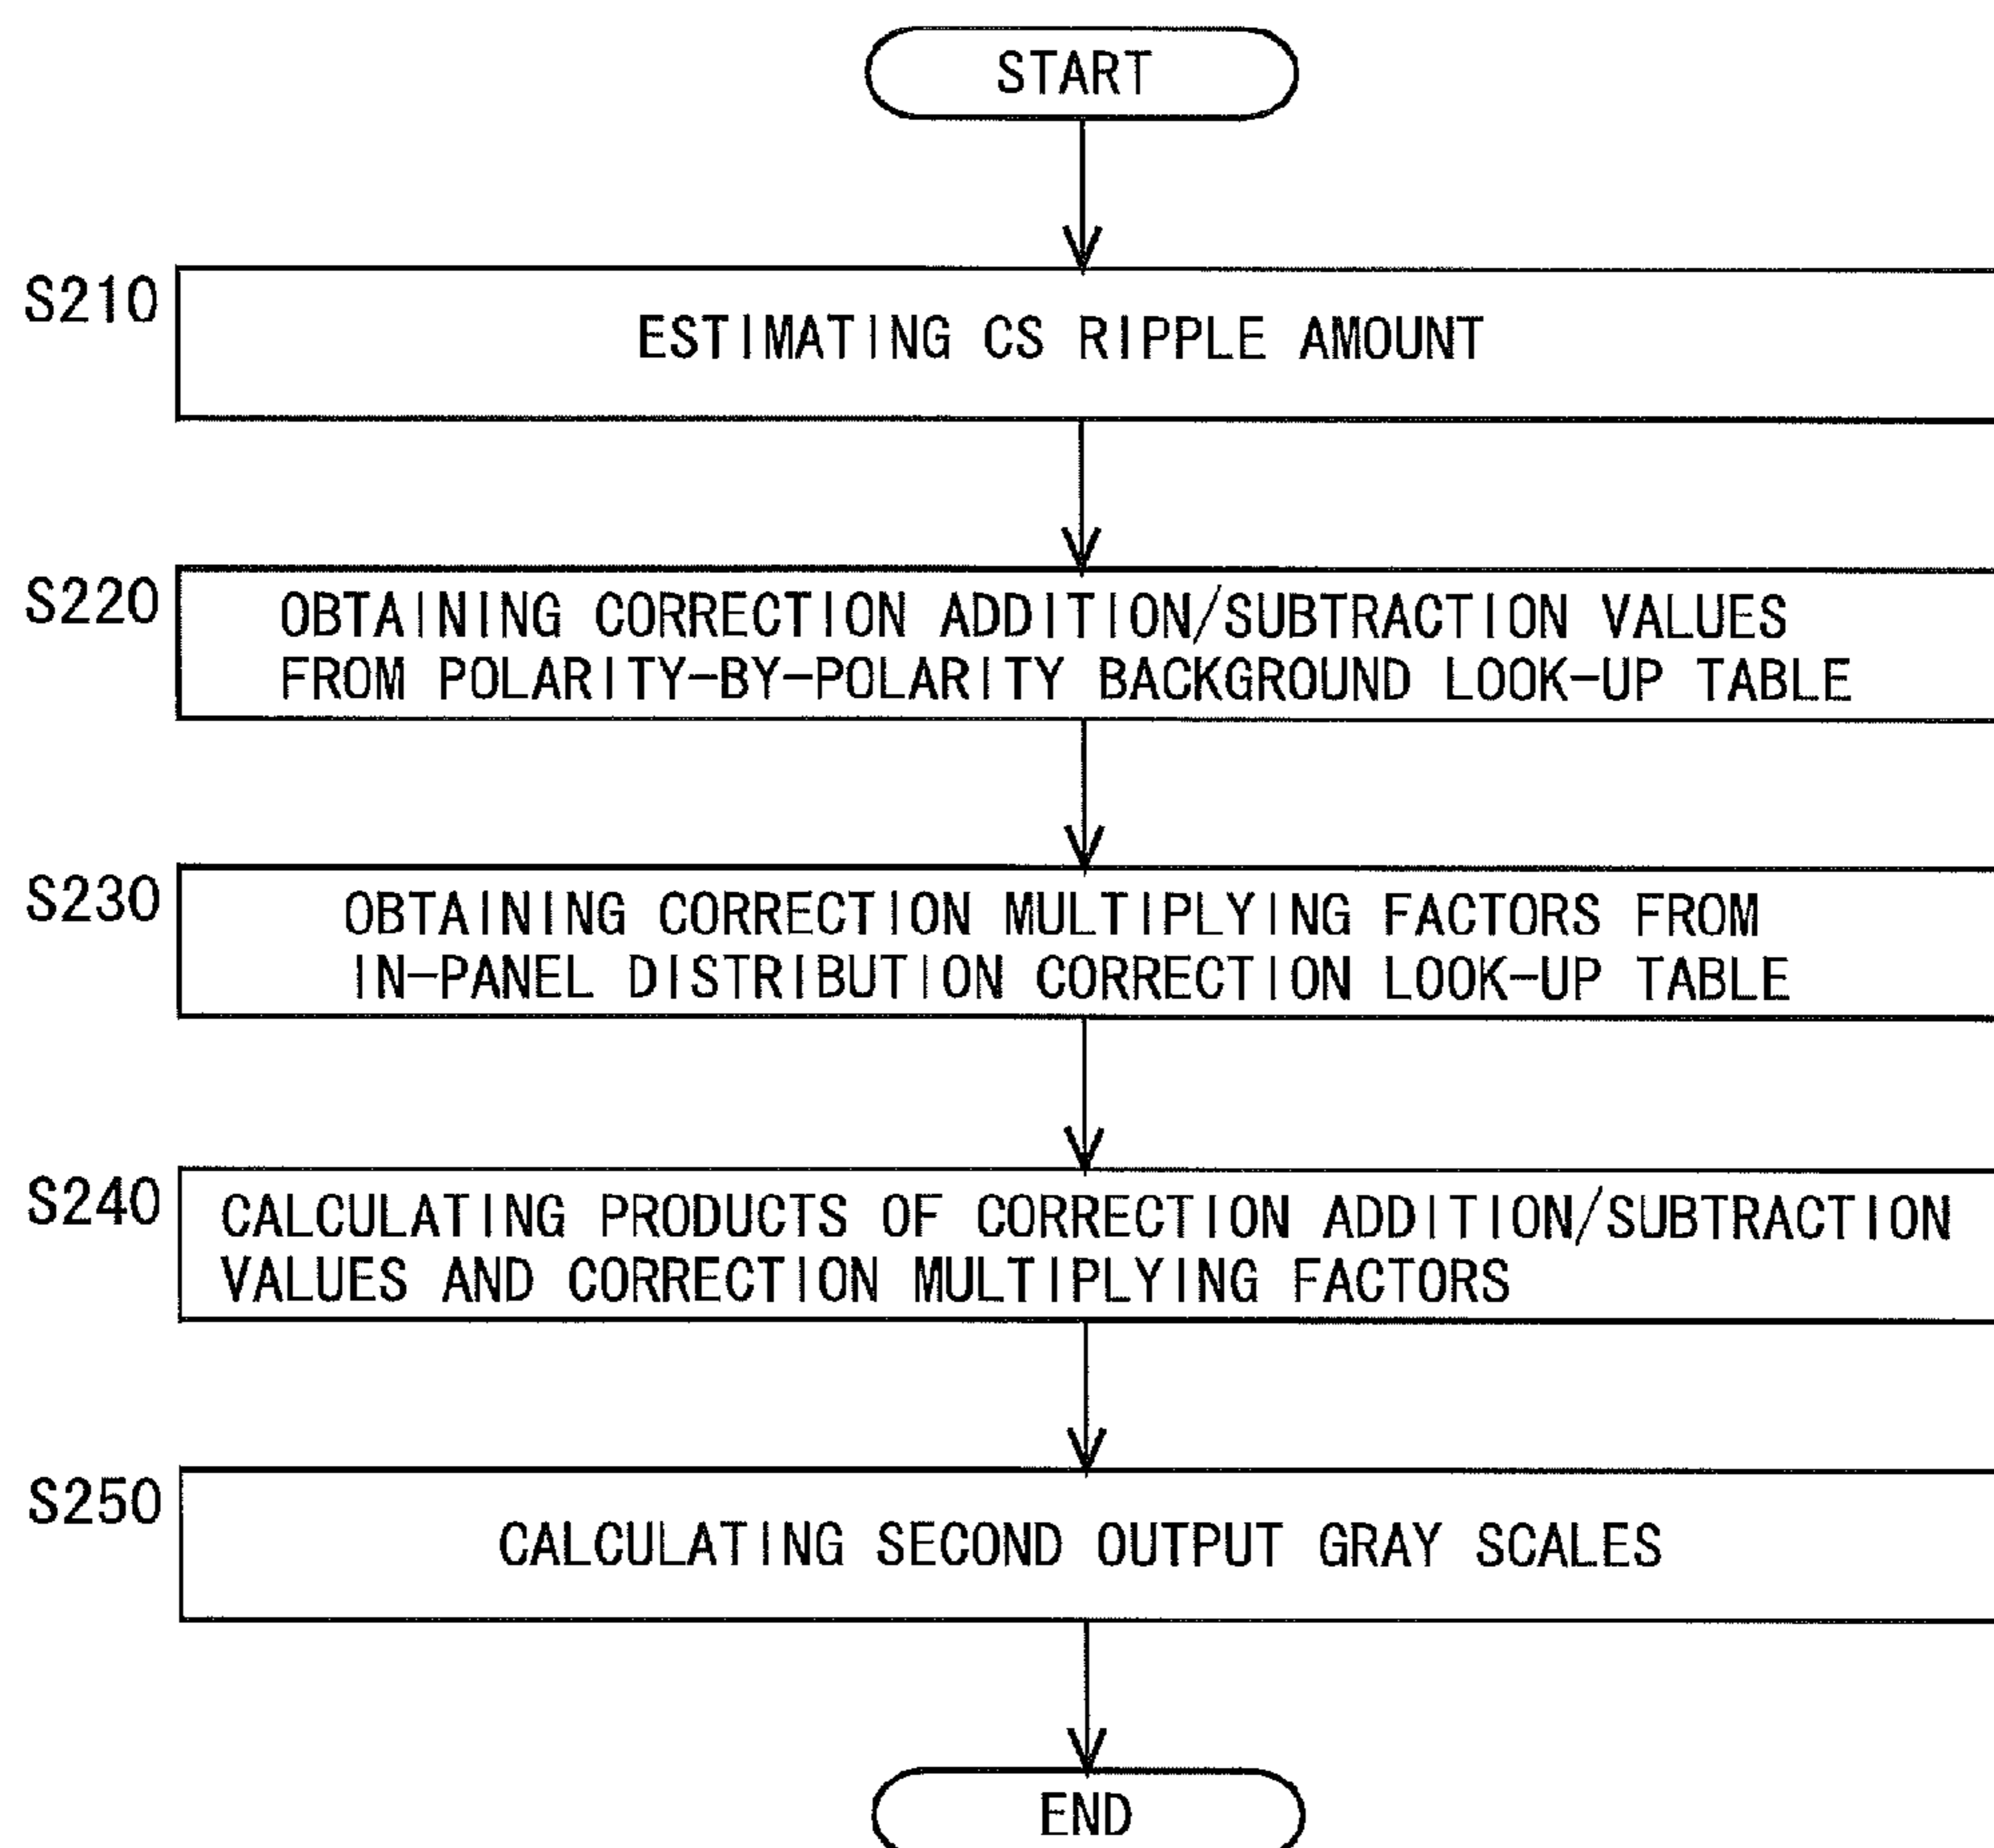 START
S210
ESTIMATING CS RIPPLE AMOUNT
S220
OBTAINING CORRECTION ADDITION/SUBTRACTION VALUES
FROM POLARITY-BY-POLARITY BACKGROUND LOOK-UP TABLE
S230
OBTAINING CORRECTION MULTIPLYING FACTORS FROM
IN-PANEL DISTRIBUTION CORRECTION LOOK-UP TABLE
S240
CALCULATING PRODUCTS OF CORRECTION ADDITION/SUBTRACTION
VALUES AND CORRECTION MULTIPLYING FACTORS
S250
CALCULATING SECOND OUTPUT GRAY SCALES
END